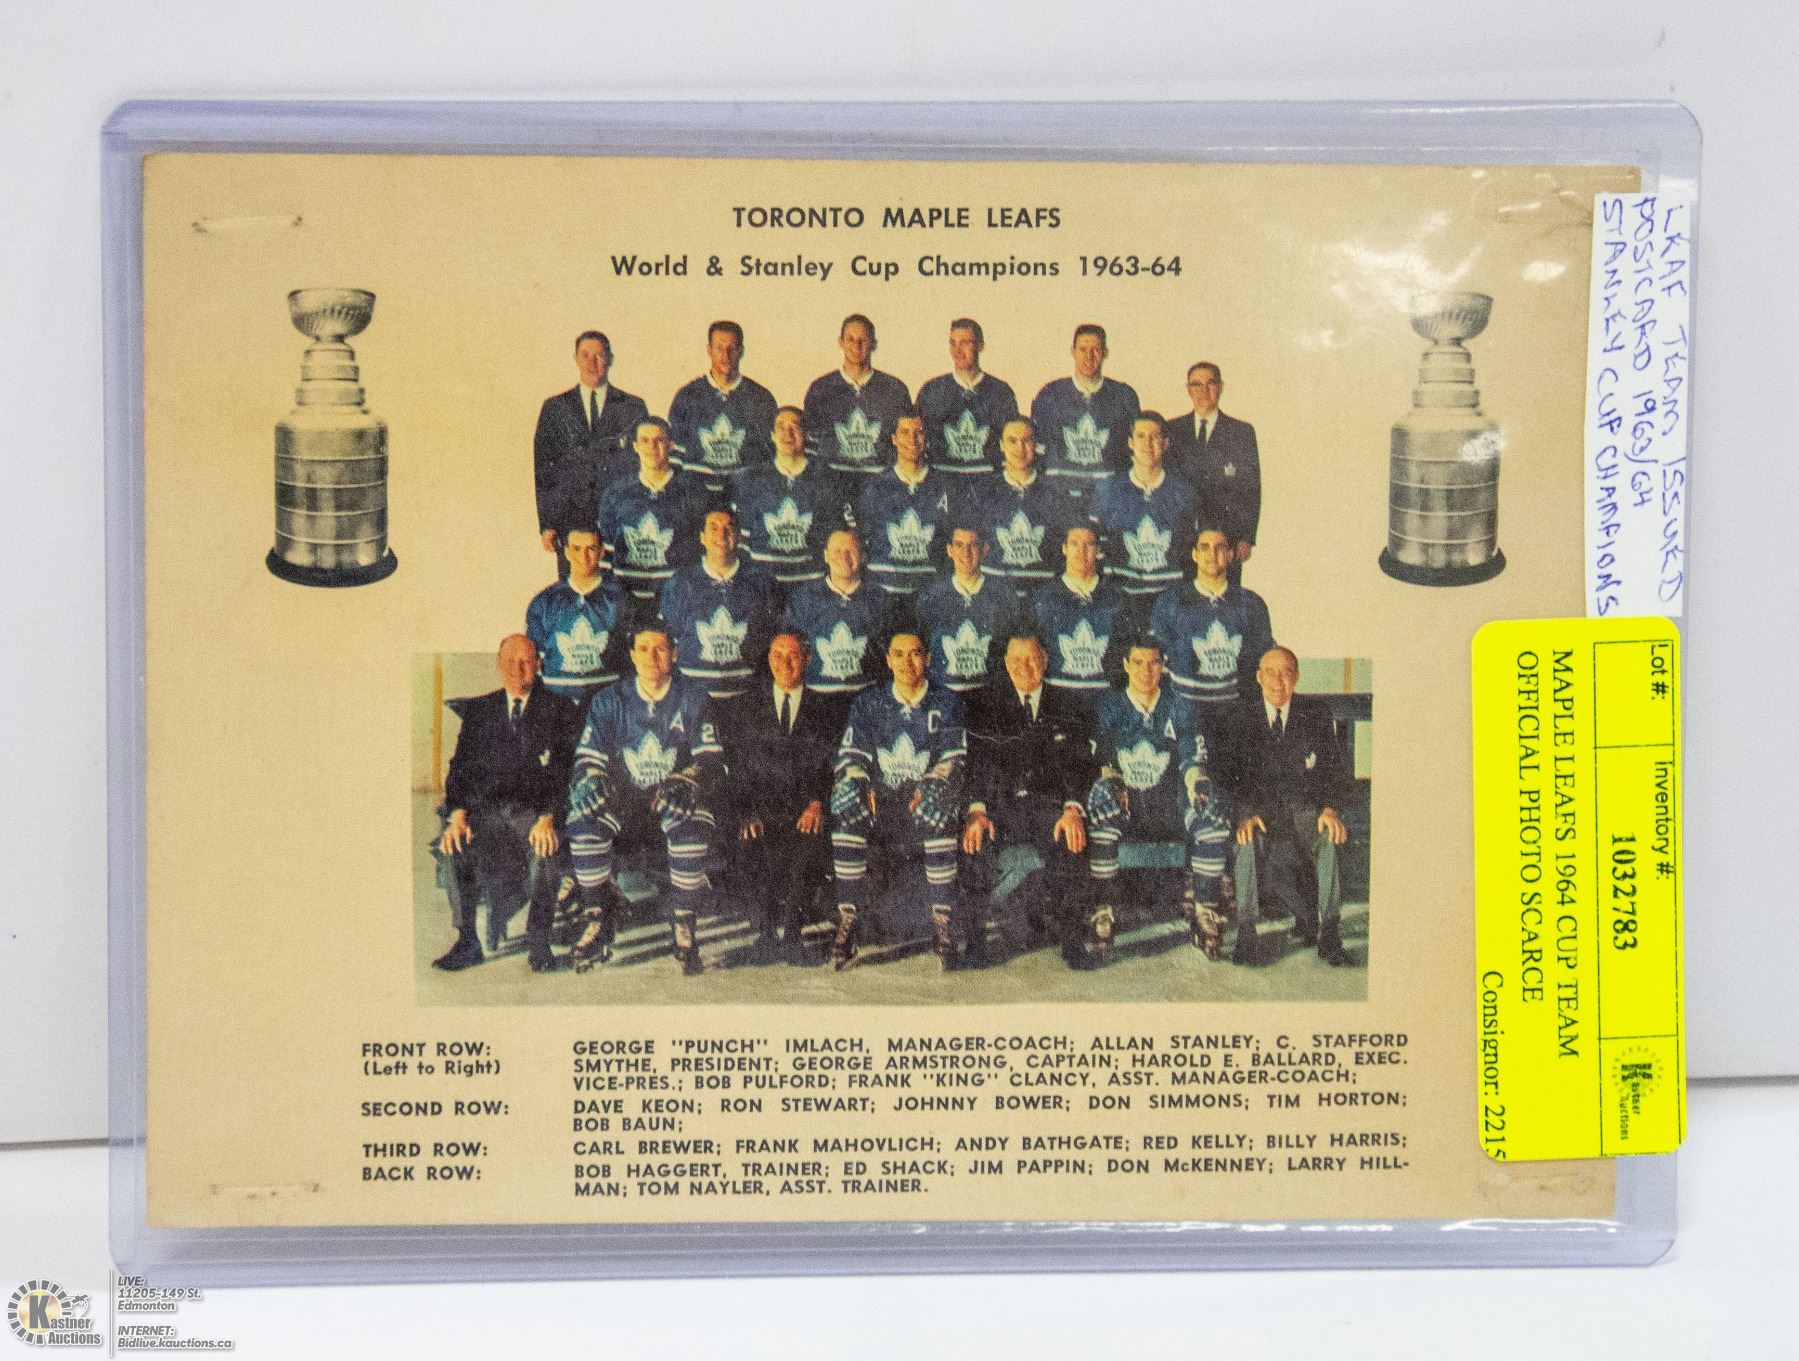 TORONTO MAPLE LEAFS
World & Stanley Cup Champions 1963-64
FRONT ROW: GEORGE "PUNCH" IMLACH, MANAGER-COACH; ALLAN STANLEY; C. STAFFORD
(Left to Right) SMYTHE, PRESIDENT; GEORGE ARMSTRONG, CAPTAIN; HAROLD E. BALLARD, EXEC.
VICE-PRES.; BOB PULFORD; FRANK "KING" CLANCY, ASST. MANAGER-COACH;
SECOND ROW: DAVE KEON; RON STEWART; JOHNNY BOWER; DON SIMMONS; TIM HORTON;
BOB BAUN;
THIRD ROW: CARL BREWER; FRANK MAHOVLICH; ANDY BATHGATE; RED KELLY; BILLY HARRIS;
BACK ROW: BOB HAGGERT, TRAINER; ED SHACK; JIM PAPPIN; DON McKENNEY; LARRY HILL-
MAN; TOM NAYLER, ASST. TRAINER.
LEAF TEAM ISSUED
POSTCARD 1963/64
STANLEY CUP CHAMPIONS
Lot #: Inventory #:
1032783
Kastner Auctions
MAPLE LEAFS 1964 CUP TEAM
OFFICIAL PHOTO SCARCE
Consignor: 2215
Kastner
Auctions
LIVE:
11205-149 St.
Edmonton
INTERNET:
Bidlive.kauctions.ca